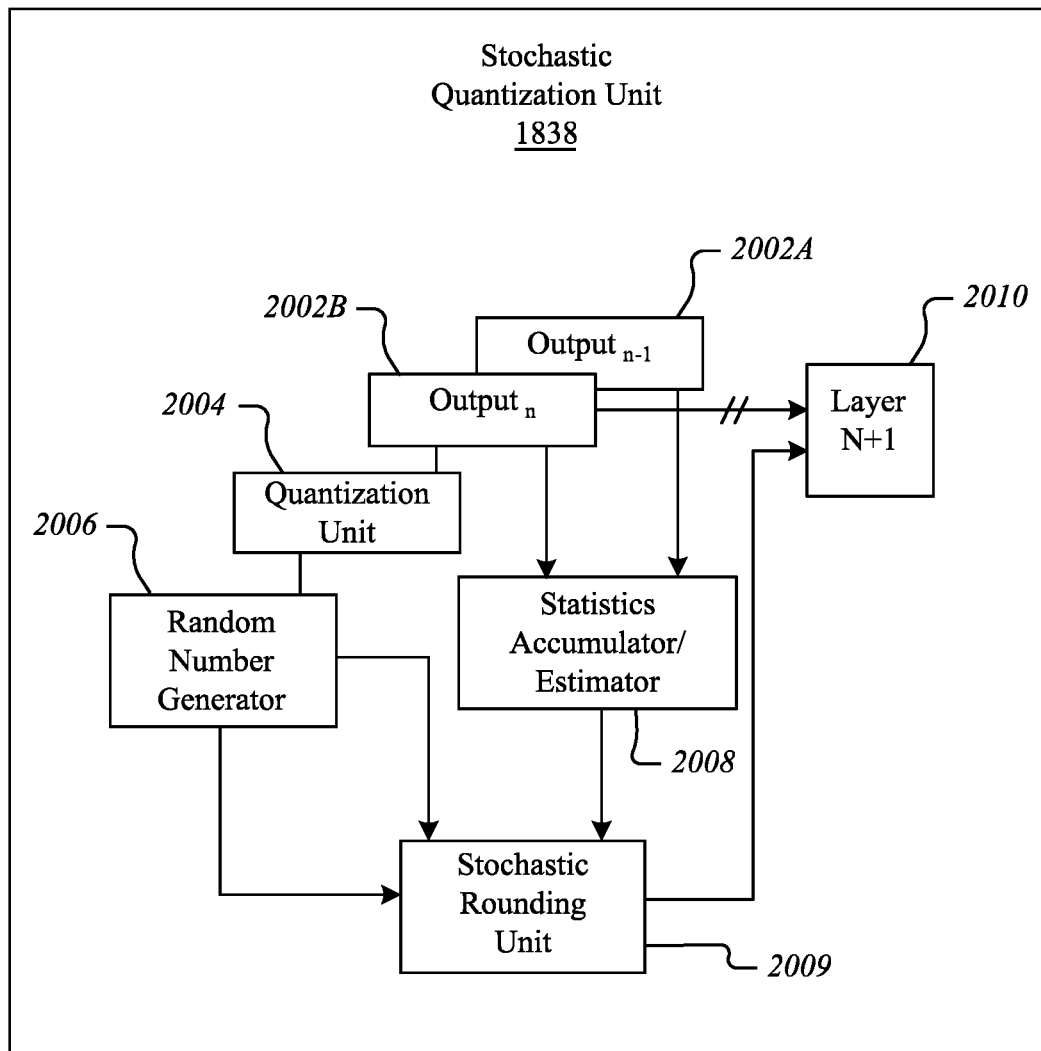 Stochastic
Quantization Unit
1838
2002A
2002B
2010
Output n-1
Output n
Layer
N+1
2004
Quantization
Unit
2006
Random
Number
Generator
Statistics
Accumulator/
Estimator
2008
Stochastic
Rounding
Unit
2009